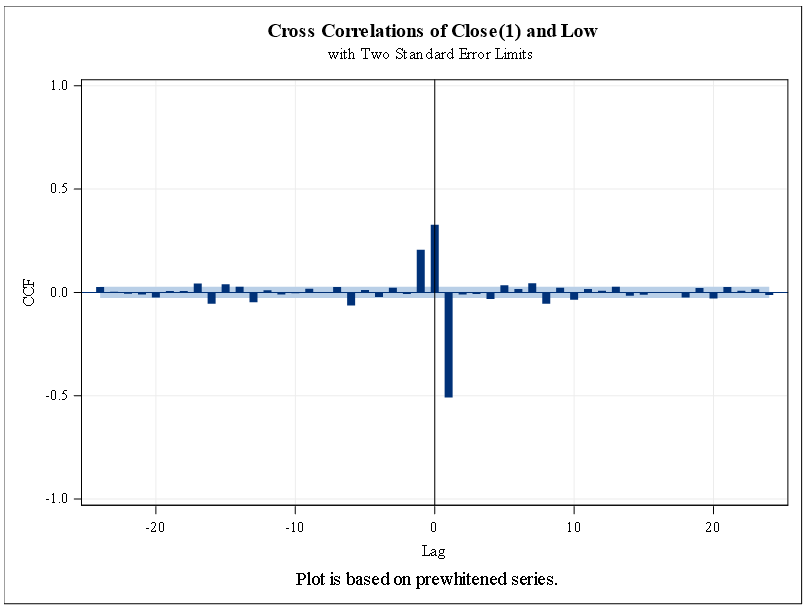 Cross Correlations of Close(1) and Low
with Two Standard Error Limits
1.0
0.5
0.0
-0.5
-1.0
CCF
-20 -10 0 10 20
Lag
Plot is based on prewhitened series.